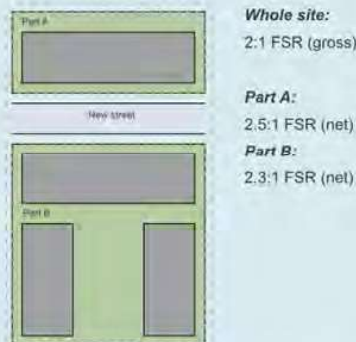 Part A
Whole site:
2:1 FSR (gross)
New street
Part A:
2.5:1 FSR (net)
Part B:
2.3:1 FSR (net)
Part B